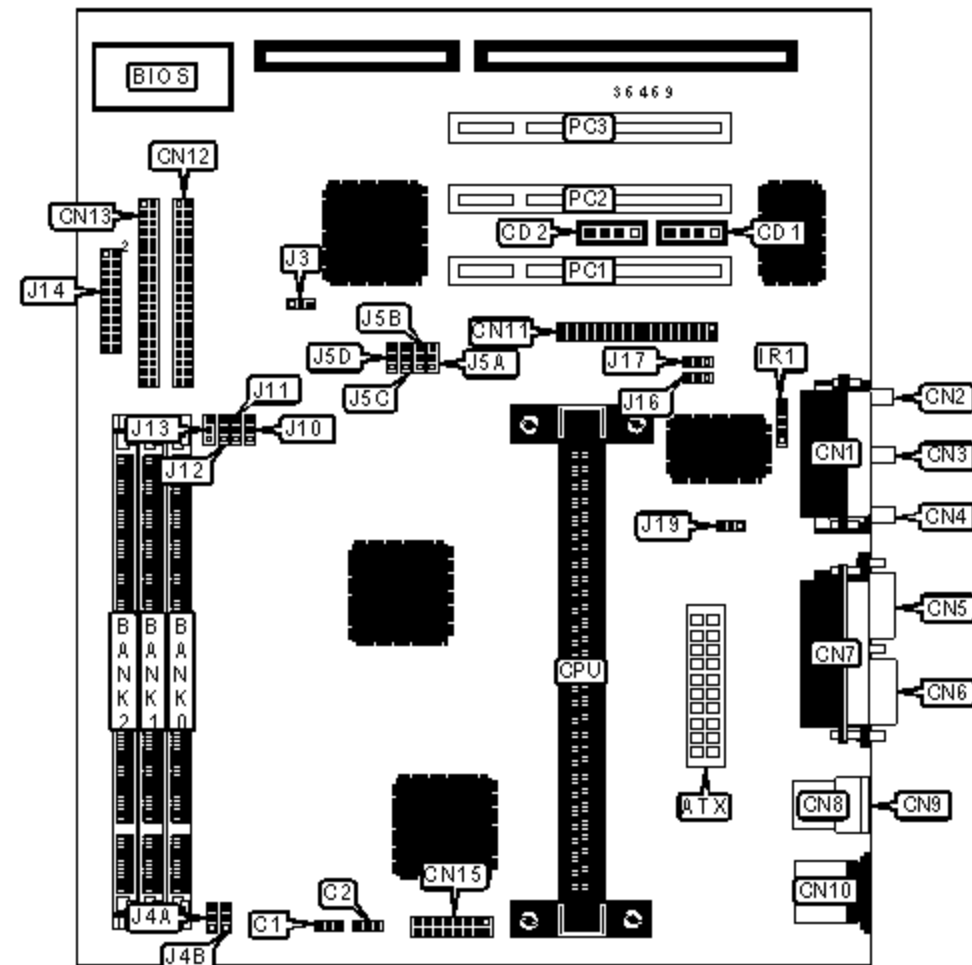 BIOS
36469
PC3
CN12
PC2
CN13
CD2
CD1
2
J3
PC1
J14
J5B
CN11
J5D
J5A
J17
IR1
J11
J5C
J16
CN2
J13
J10
CN1
CN3
J12
CN4
J19
CN5
BANK2
BANK1
BANK0
CN7
CPU
CN6
ATX
CN8
CN9
CN15
C2
CN10
J4A
C1
J4B